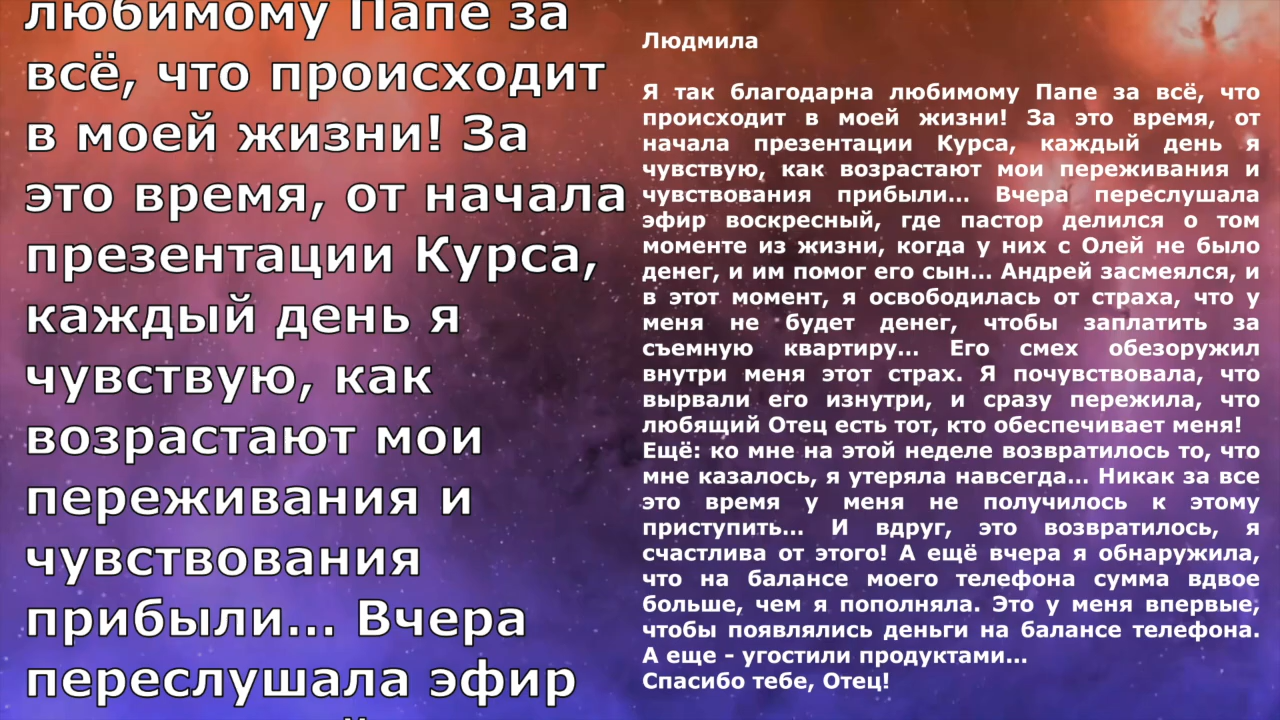 любимому Папе за
всё, что происходит
в моей жизни! За
это время, от начала
презентации Курса,
каждый день я
чувствую, как
возрастают мои
переживания и
чувствования
прибыли... Вчера
переслушала эфир
Людмила
Я так благодарна любимому Папе за всё, что
происходит в моей жизни! За это время, от
начала презентации Курса, каждый день я
чувствую, как возрастают мои переживания и
чувствования прибыли... Вчера переслушала
эфир воскресный, где пастор делился о том
моменте из жизни, когда у них с Олей не было
денег, и им помог его сын... Андрей засмеялся, и
в этот момент, я освободилась от страха, что у
меня не будет денег, чтобы заплатить за
съемную квартиру... Его смех обезоружил
внутри меня этот страх. Я почувствовала, что
вырвали его изнутри, и сразу пережила, что
любящий Отец есть тот, кто обеспечивает меня!
Ещё: ко мне на этой неделе возвратилось то, что
мне казалось, я утеряла навсегда... Никак за все
это время у меня не получилось к этому
приступить... И вдруг, это возвратилось, я
счастлива от этого! А ещё вчера я обнаружила,
что на балансе моего телефона сумма вдвое
больше, чем я пополняла. Это у меня впервые,
чтобы появлялись деньги на балансе телефона.
А еще - угостили продуктами...
Спасибо тебе, Отец!